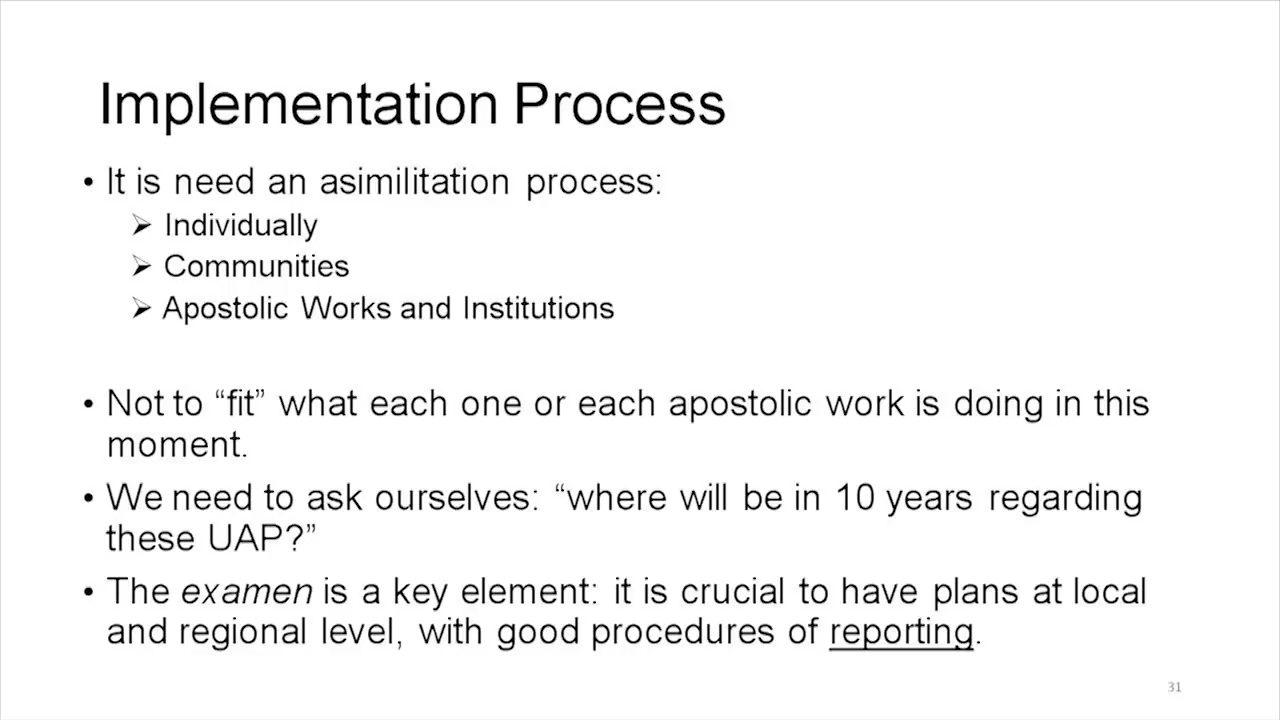 Implementation Process
• It is need an asimilitation process:
➢ Individually
➢ Communities
➢ Apostolic Works and Institutions
• Not to “fit” what each one or each apostolic work is doing in this
moment.
• We need to ask ourselves: “where will be in 10 years regarding
these UAP?”
• The examen is a key element: it is crucial to have plans at local
and regional level, with good procedures of reporting.
31